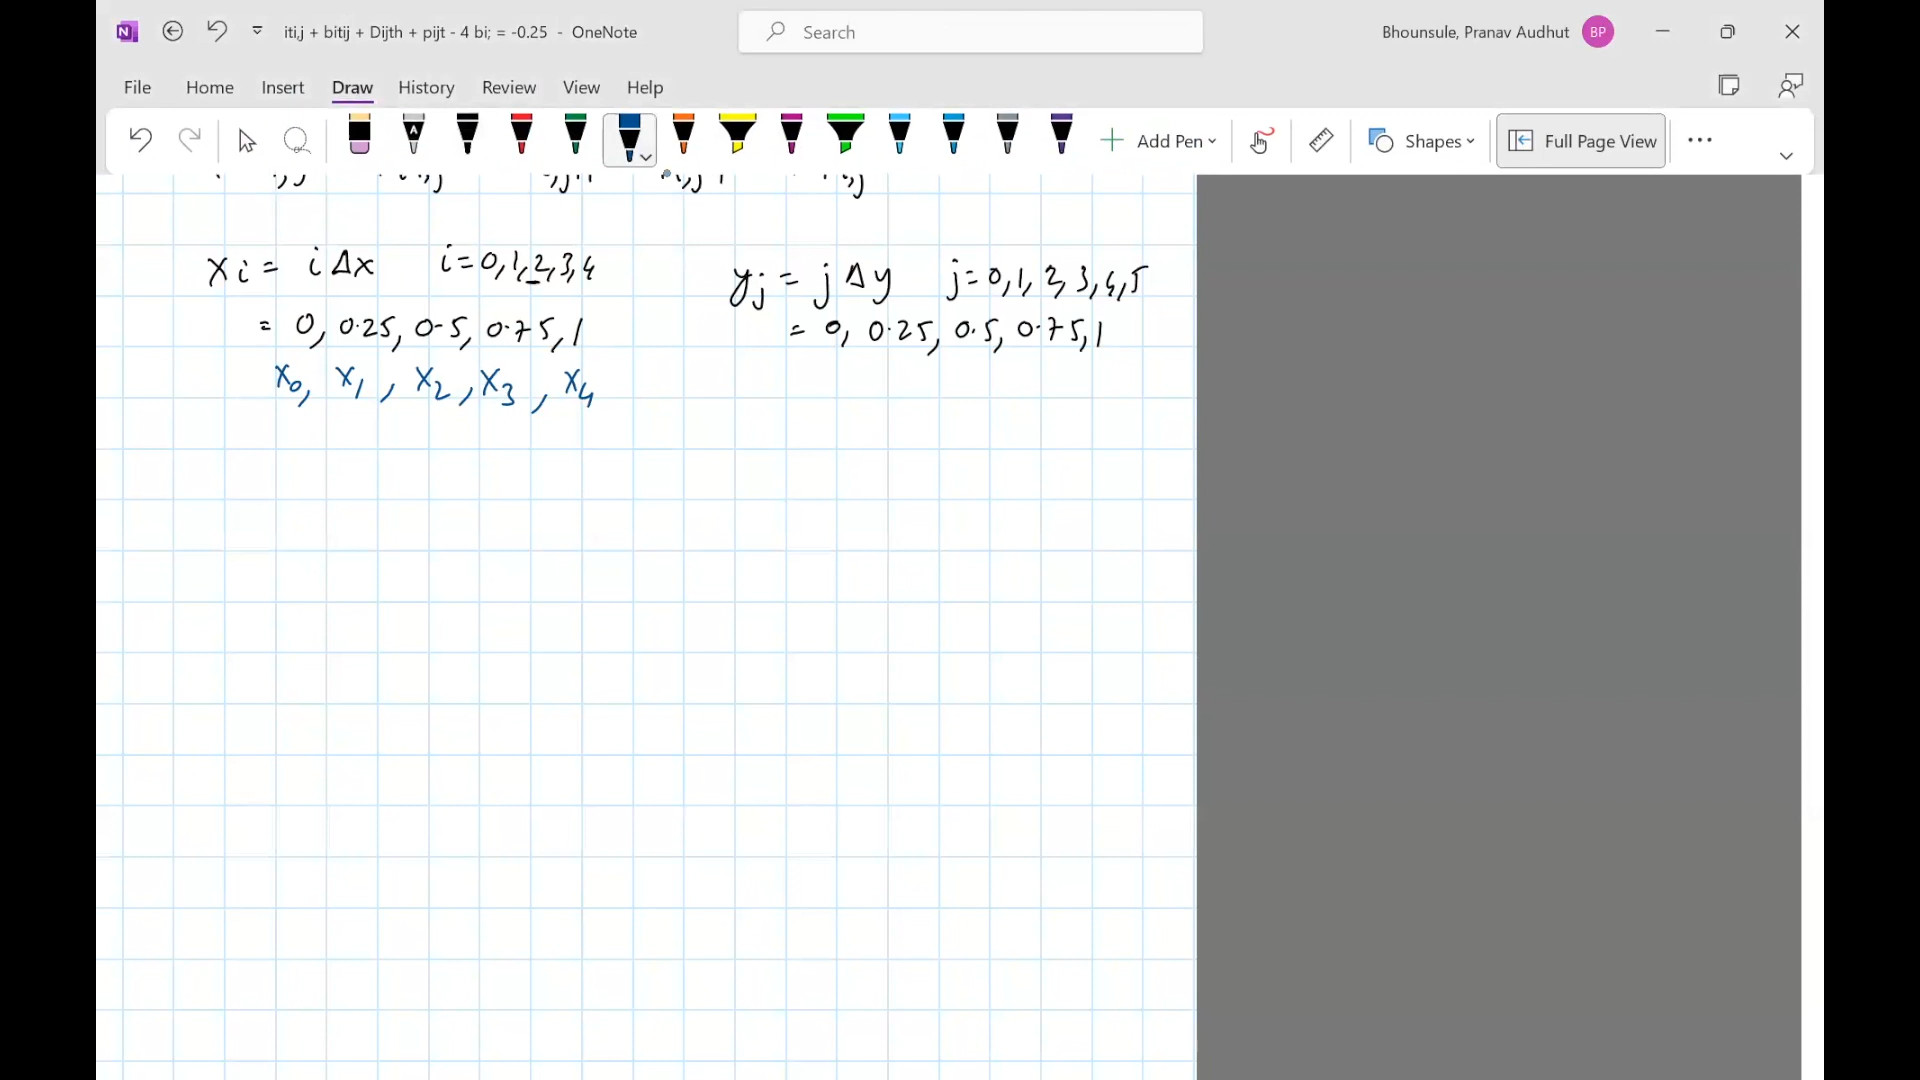 iti,j + bitij + Dijth + pijt - 4 bi; = -0.25 - OneNote
Search
Bhounsule, Pranav Audhut BP
File Home Insert Draw History Review View Help
A
Add Pen Shapes Full Page View
xi = i Δx i=0,1,2,3,4
yj = j Δy j=0,1,2,3,4,5
= 0, 0.25, 0.5, 0.75, 1
= 0, 0.25, 0.5, 0.75, 1
x0, x1, x2, x3, x4